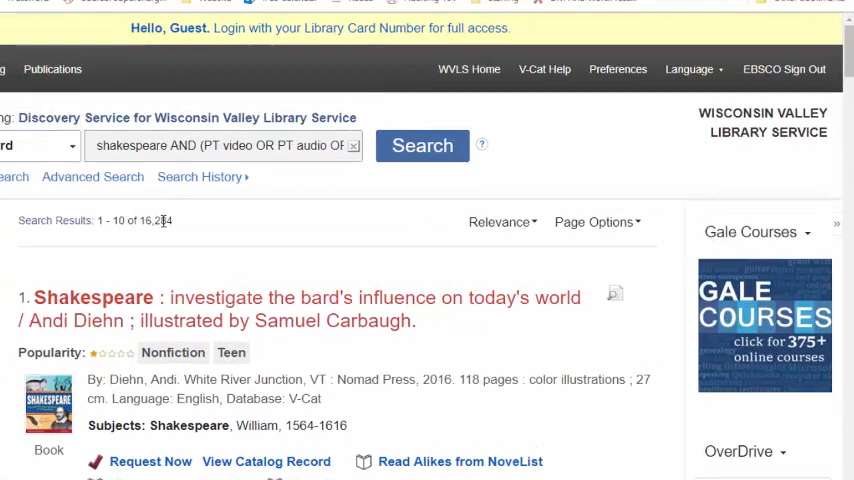 Hello, Guest. Login with your Library Card Number for full access.
Publications
WVLS Home
V-Cat Help
Preferences
Language
EBSCO Sign Out
Discovery Service for Wisconsin Valley Library Service
WISCONSIN VALLEY
LIBRARY SERVICE
shakespeare AND (PT video OR PT audio OR
Search
Advanced Search
Search History
Search Results: 1 - 10 of
Relevance
Page Options
Gale Courses
1. Shakespeare : investigate the bard's influence on today's world
/ Andi Diehn ; illustrated by Samuel Carbaugh.
GALE
COURSES
click for 375+
online courses
Popularity:
Nonfiction
Teen
By: Diehn, Andi. White River Junction, VT : Nomad Press, 2016. 118 pages : color illustrations ; 27
cm. Language: English, Database: V-Cat
SHAKESPEARE
Subjects: Shakespeare, William, 1564-1616
Book
OverDrive
Request Now
View Catalog Record
Read Alikes from NoveList